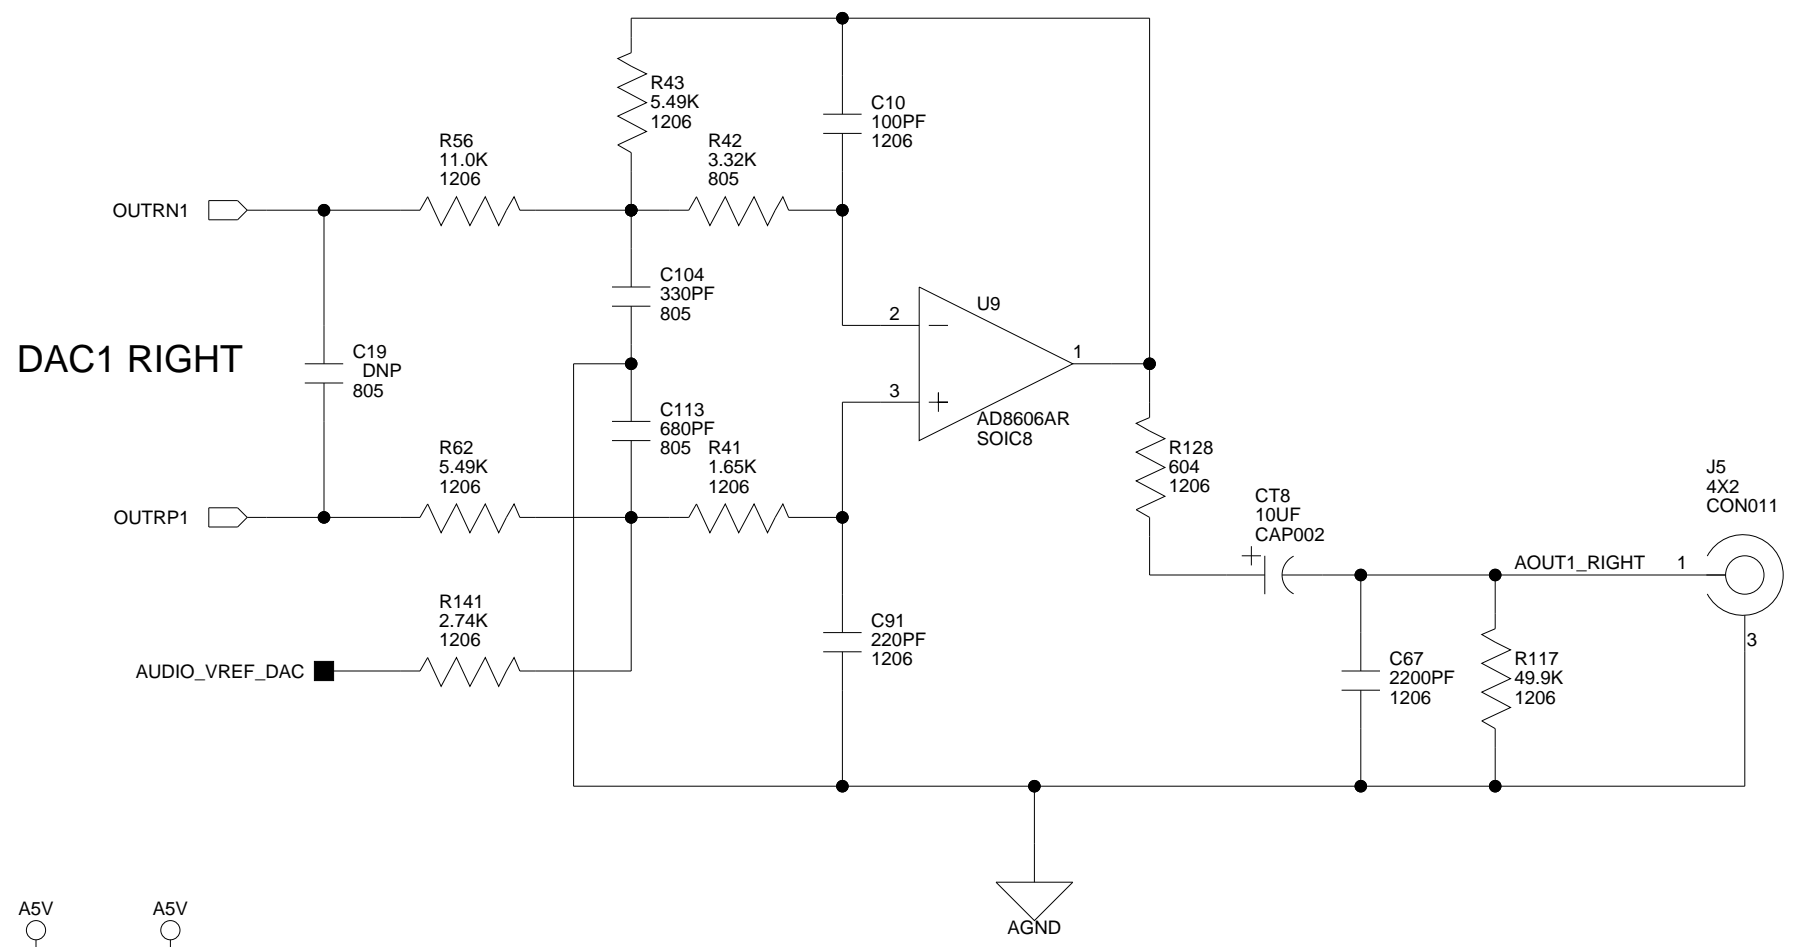 R43
5.49K
1206
C10
100PF
1206
R56
11.0K
1206
R42
3.32K
805
OUTRN1
C104
330PF
805
U9
2
DAC1 RIGHT
C19
DNP
805
1
3
C113
680PF
805
AD8606AR
SOIC8
R62
5.49K
1206
R41
1.65K
1206
R128
604
1206
J5
4X2
CON011
OUTRP1
CT8
10UF
CAP002
AOUT1_RIGHT
1
R141
2.74K
1206
C91
220PF
1206
3
AUDIO_VREF_DAC
C67
2200PF
1206
R117
49.9K
1206
A5V
A5V
AGND